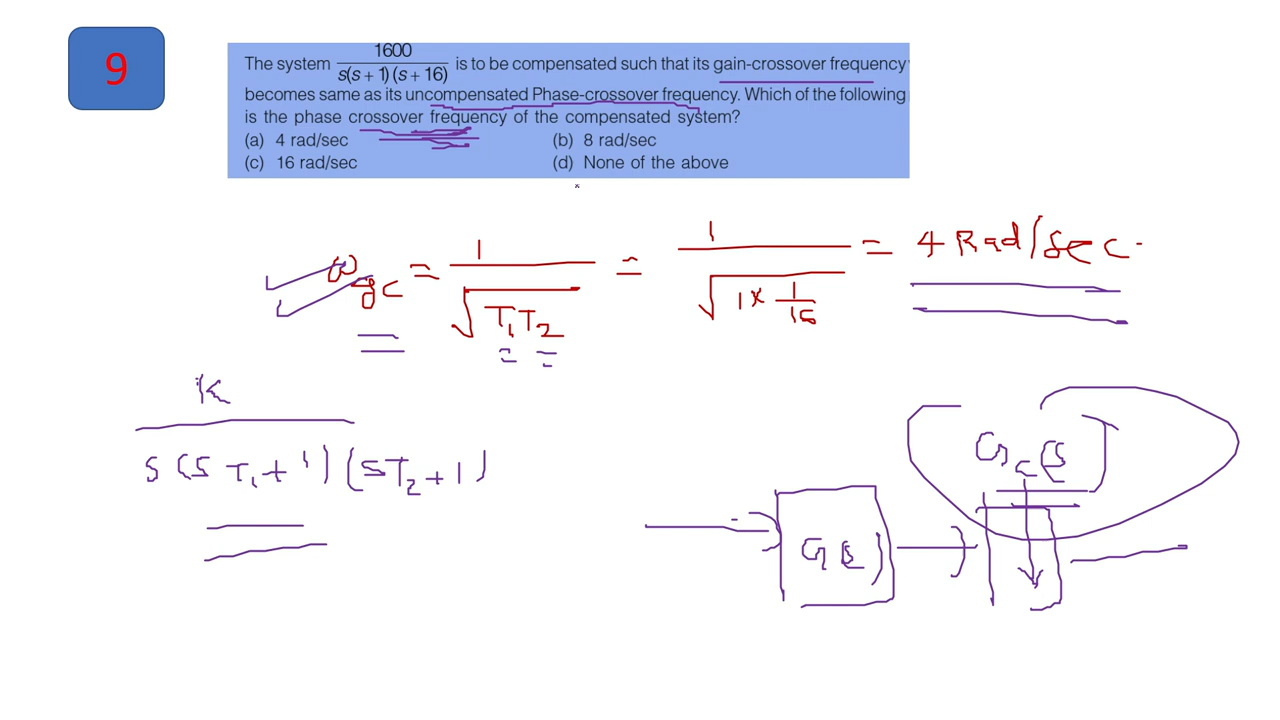 9
The system 1600 / s(s + 1)(s + 16) is to be compensated such that its gain-crossover frequency
becomes same as its uncompensated Phase-crossover frequency. Which of the following
is the phase crossover frequency of the compensated system?
(a) 4 rad/sec (b) 8 rad/sec
(c) 16 rad/sec (d) None of the above
ωgc = 1 / √T1T2 = 1 / √1 × 1/16 = 4 Rad/sec.
K / s(sT1 + 1)(sT2 + 1)
Gc(s)
G(s)